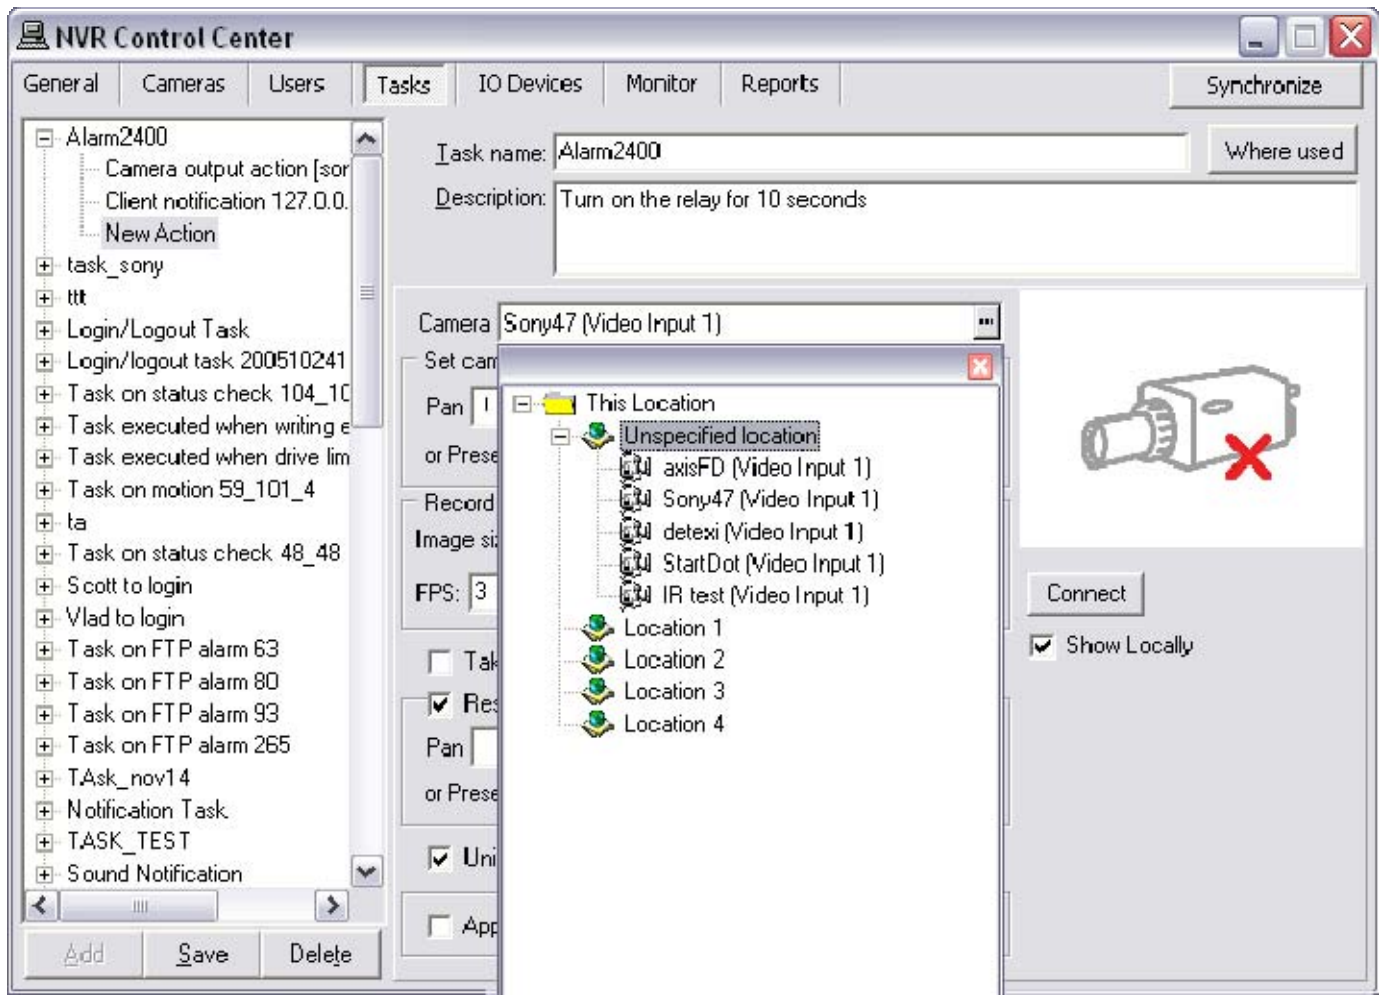 NVR Control Center
General Cameras Users Tasks IO Devices Monitor Reports Synchronize
Alarm2400
Camera output action [sor
Client notification 127.0.0.
New Action
task_sony
ttt
Login/Logout Task
Login/logout task 200510241
Task on status check 104_10
Task executed when writing e
Task executed when drive lim
Task on motion 59_101_4
ta
Task on status check 48_48
Scott to login
Vlad to login
Task on FTP alarm 63
Task on FTP alarm 80
Task on FTP alarm 93
Task on FTP alarm 265
TAsk_nov14
Notification Task
TASK_TEST
Sound Notification
Add Save Delete
Task name: Alarm2400 Where used
Description: Turn on the relay for 10 seconds
Camera Sony47 (Video Input 1) ...
Set cam
Pan
or Prese
Record
Image siz
FPS: 3
Tak
Res
Pan
or Prese
Uni
App
This Location
Unspecified location
axisFD (Video Input 1)
Sony47 (Video Input 1)
detexi (Video Input 1)
StartDot (Video Input 1)
IR test (Video Input 1)
Location 1
Location 2
Location 3
Location 4
Connect
Show Locally